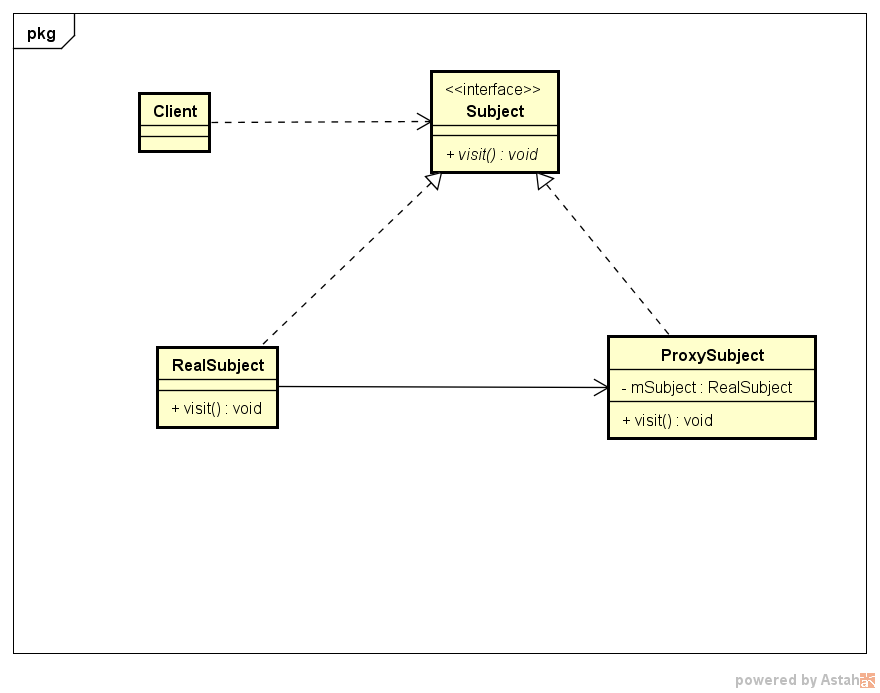 pkg
Client
<<interface>>
Subject
+ visit() : void
RealSubject
+ visit() : void
ProxySubject
- mSubject : RealSubject
+ visit() : void
powered by Astah